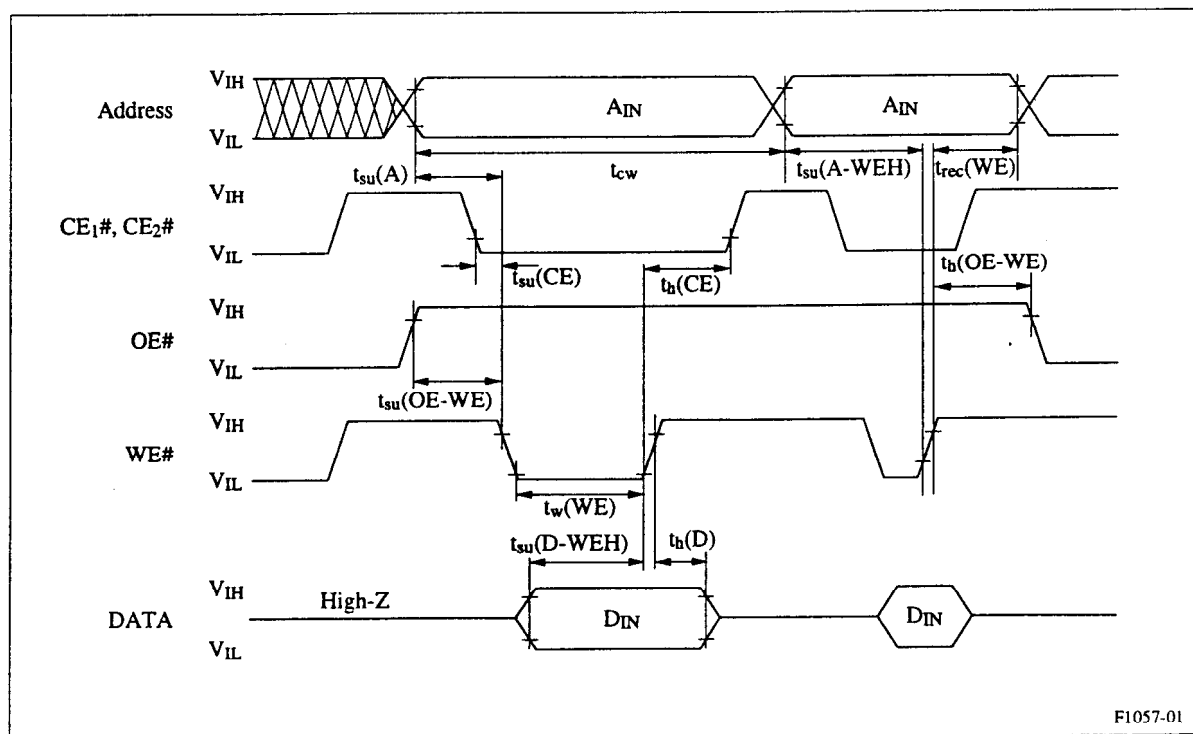 VIH
Address
AIN
AIN
VIL
tsu(A)
tcw
tsu(A-WEH)
trec(WE)
VIH
CE1#, CE2#
VIL
tsu(CE)
th(CE)
th(OE-WE)
VIH
OE#
VIL
tsu(OE-WE)
VIH
WE#
VIL
tw(WE)
tsu(D-WEH)
th(D)
VIH
High-Z
DATA
DIN
DIN
VIL
F1057-01